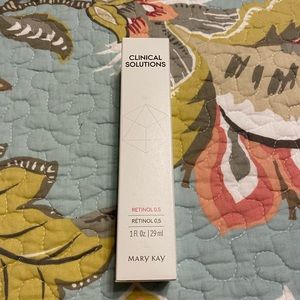 CLINICAL
SOLUTIONS
RETINOL 0.5
RÉTINOL 0,5
1 Fl. Oz. | 29 ml
MARY KAY